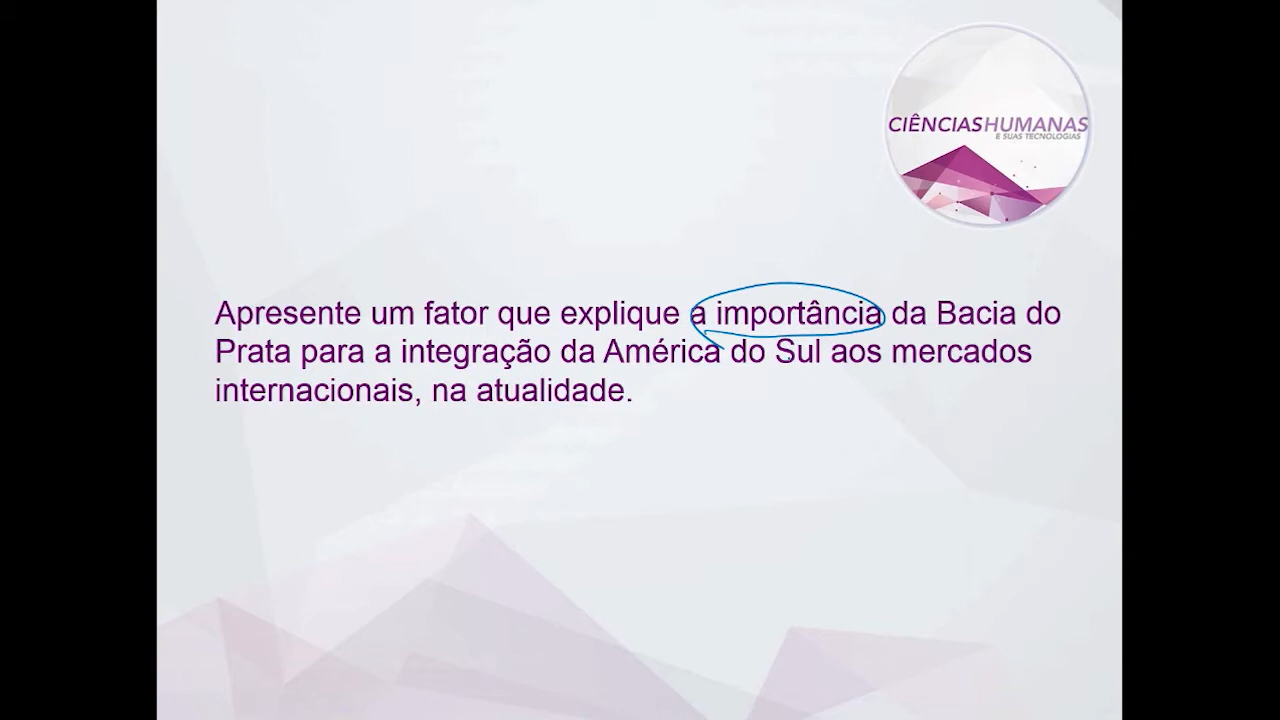 CIÊNCIASHUMANAS
E SUAS TECNOLOGIAS
Apresente um fator que explique a importância da Bacia do
Prata para a integração da América do Sul aos mercados
internacionais, na atualidade.